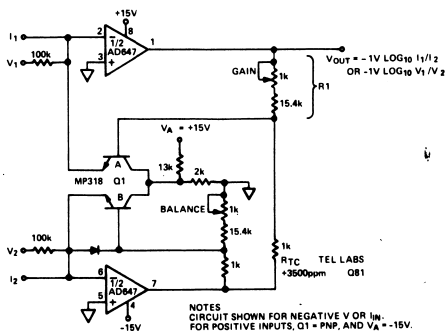 +15V
I1
2
8
1/2
AD647
1
3
100k
V1
VOUT = -1V LOG10 I1/I2
OR -1V LOG10 V1/V2
GAIN
1k
R1
15.4k
VA = +15V
A
13k
2k
MP318 Q1
B
BALANCE
1k
15.4k
1k
V2
100k
1k
RTC TEL LABS
+3500ppm Q81
I2
6
1/2
AD647
7
5
4
-15V
NOTES
CIRCUIT SHOWN FOR NEGATIVE V OR IIN.
FOR POSITIVE INPUTS, Q1 = PNP, AND VA = -15V.